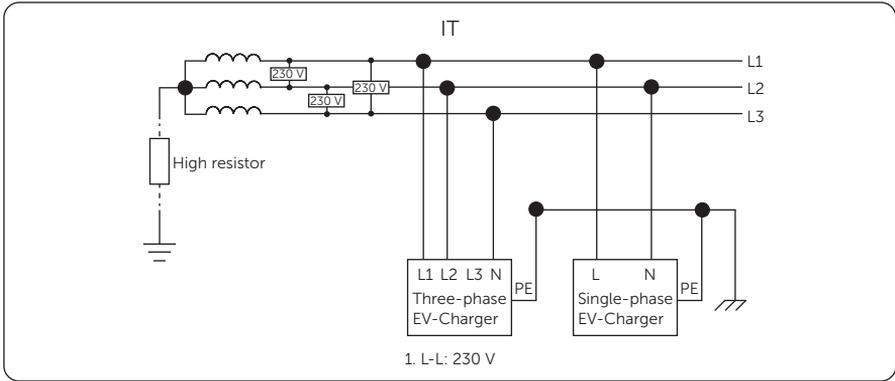 IT
L1
230 V
230 V
L2
230 V
L3
High resistor
L1 L2 L3 N
PE
Three-phase
EV-Charger
L N
PE
Single-phase
EV-Charger
1. L-L: 230 V